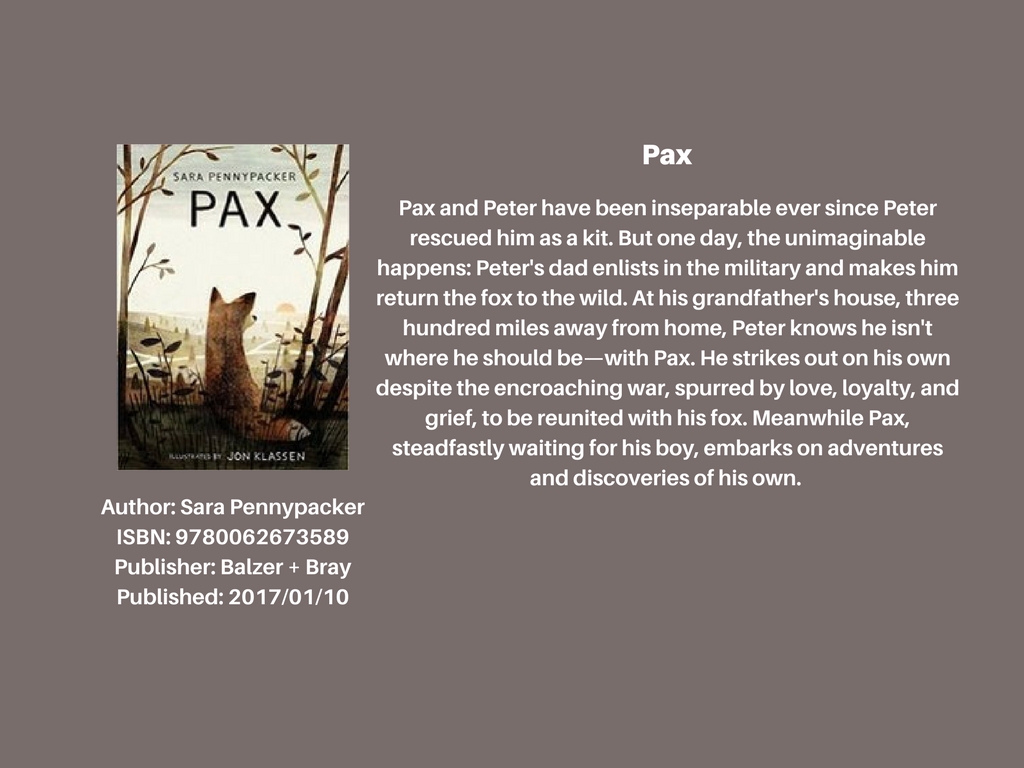 SARA PENNYPACKER
PAX
ILLUSTRATED BY JON KLASSEN
Author: Sara Pennypacker
ISBN: 9780062673589
Publisher: Balzer + Bray
Published: 2017/01/10
Pax
Pax and Peter have been inseparable ever since Peter
rescued him as a kit. But one day, the unimaginable
happens: Peter's dad enlists in the military and makes him
return the fox to the wild. At his grandfather's house, three
hundred miles away from home, Peter knows he isn't
where he should be—with Pax. He strikes out on his own
despite the encroaching war, spurred by love, loyalty, and
grief, to be reunited with his fox. Meanwhile Pax,
steadfastly waiting for his boy, embarks on adventures
and discoveries of his own.